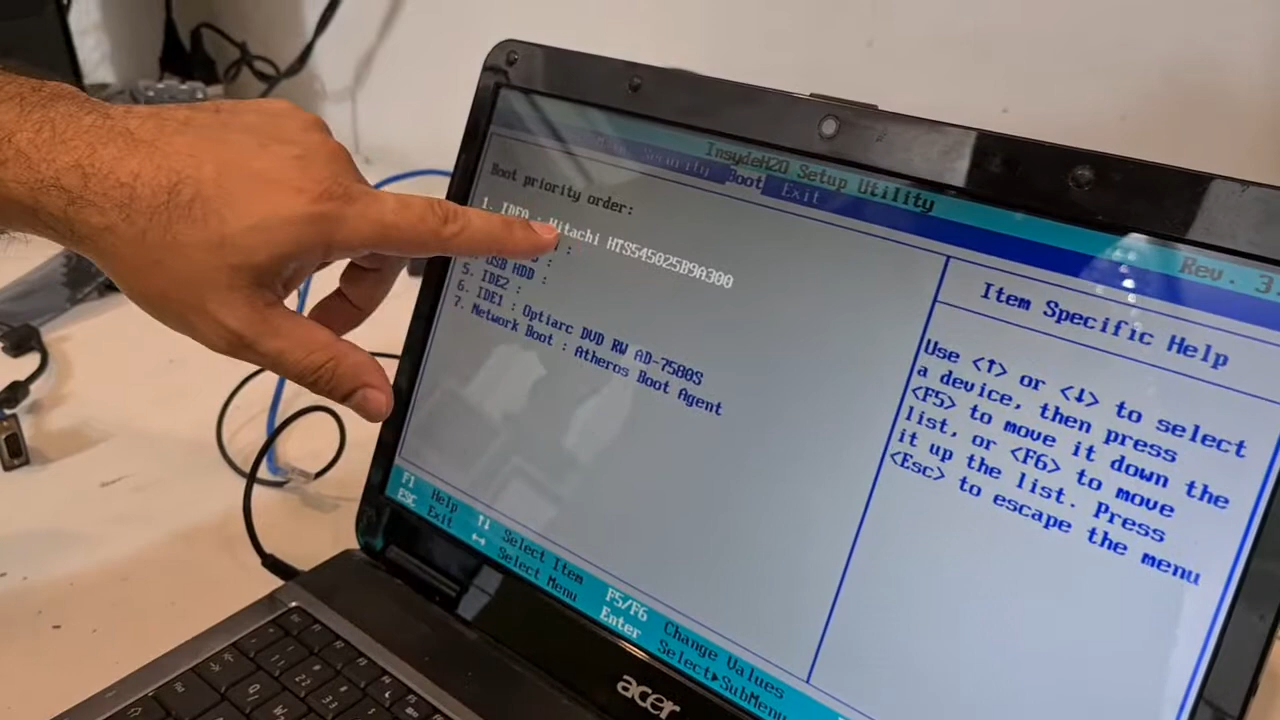 InsydeH2O Setup Utility
Rev. 3.
Security Boot Exit
Boot priority order:
1. IDE0 : Hitachi HTS545025B9A300
USB HDD :
5. IDE2 :
6. IDE1 : Optiarc DVD RW AD-7580S
7. Network Boot : Atheros Boot Agent
Item Specific Help
Use <↑> or <↓> to select
a device, then press
<F5> to move it down the
list, or <F6> to move
it up the list. Press
<Esc> to escape the menu
F1 Help ↑↓ Select Item F5/F6 Change Values
ESC Exit ↔ Select Menu Enter Select▶SubMenu
acer